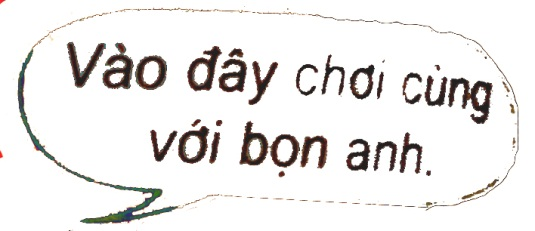 Vào đây chơi cùng
với bọn anh.